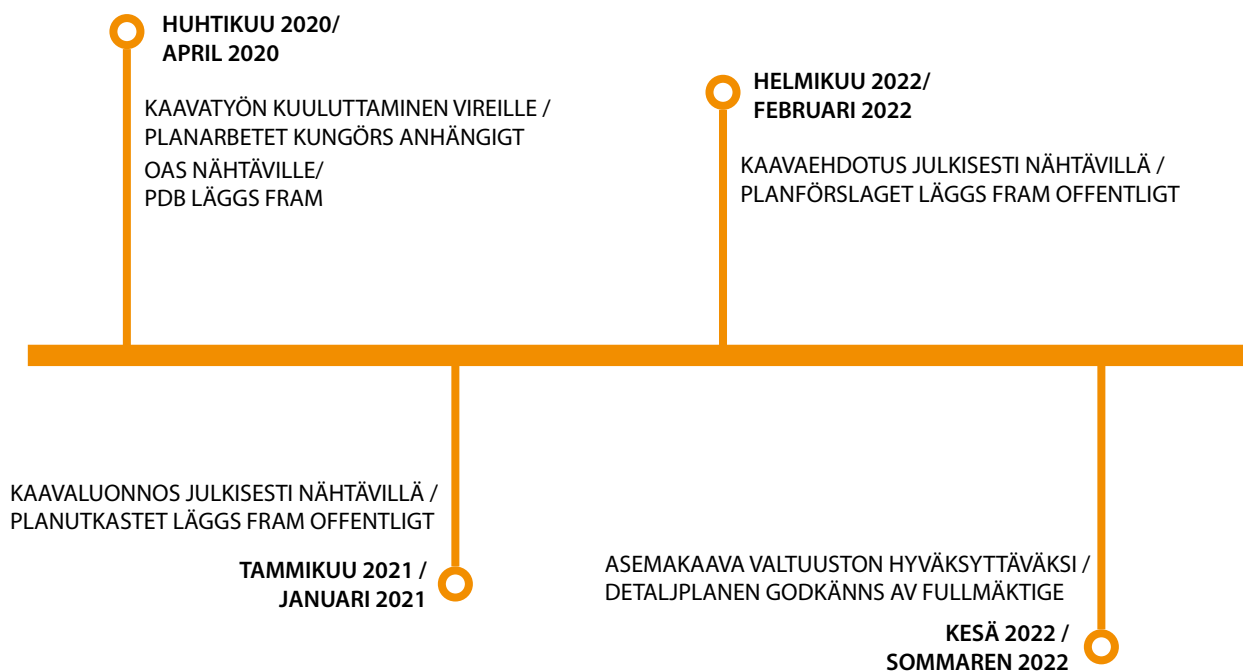 HUHTIKUU 2020/
APRIL 2020
KAAVATYÖN KUULUTTAMINEN VIREILLE /
PLANARBETET KUNGÖRS ANHÄNGIGT
OAS NÄHTÄVILLE/
PDB LÄGGS FRAM
HELMIKUU 2022/
FEBRUARI 2022
KAAVAEHDOTUS JULKISESTI NÄHTÄVILLÄ /
PLANFÖRSLAGET LÄGGS FRAM OFFENTLIGT
KAAVALUONNOS JULKISESTI NÄHTÄVILLÄ /
PLANUTKASTET LÄGGS FRAM OFFENTLIGT
TAMMIKUU 2021 /
JANUARI 2021
ASEMAKAAVA VALTUUSTON HYVÄKSYTTÄVÄKSI /
DETALJPLANEN GODKÄNNS AV FULLMÄKTIGE
KESÄ 2022 /
SOMMAREN 2022